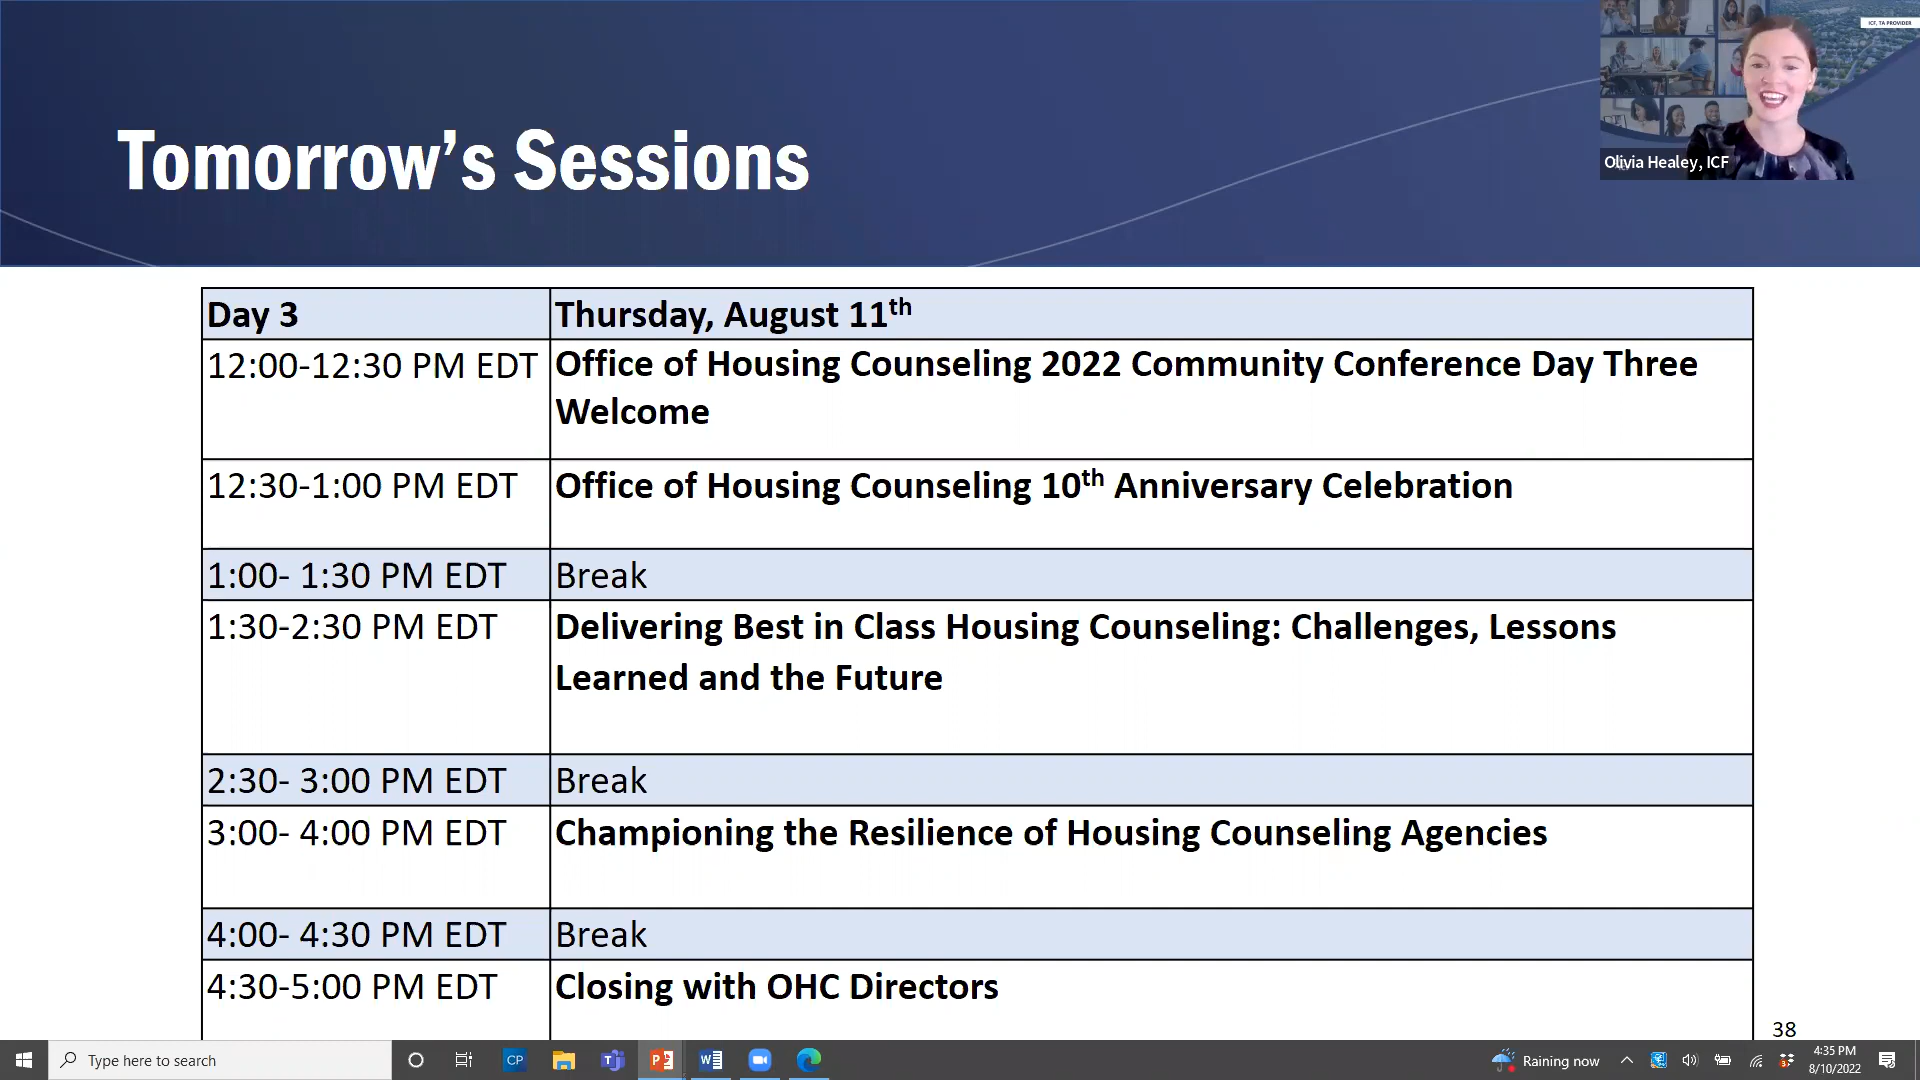 ICF, TA PROVIDER
Tomorrow’s Sessions
Olivia Healey, ICF
Day 3
Thursday, August 11th
12:00-12:30 PM EDT
Office of Housing Counseling 2022 Community Conference Day Three
Welcome
12:30-1:00 PM EDT
Office of Housing Counseling 10th Anniversary Celebration
1:00- 1:30 PM EDT
Break
1:30-2:30 PM EDT
Delivering Best in Class Housing Counseling: Challenges, Lessons
Learned and the Future
2:30- 3:00 PM EDT
Break
3:00- 4:00 PM EDT
Championing the Resilience of Housing Counseling Agencies
4:00- 4:30 PM EDT
Break
4:30-5:00 PM EDT
Closing with OHC Directors
38
Type here to search
CP
Raining now
4:35 PM
8/10/2022